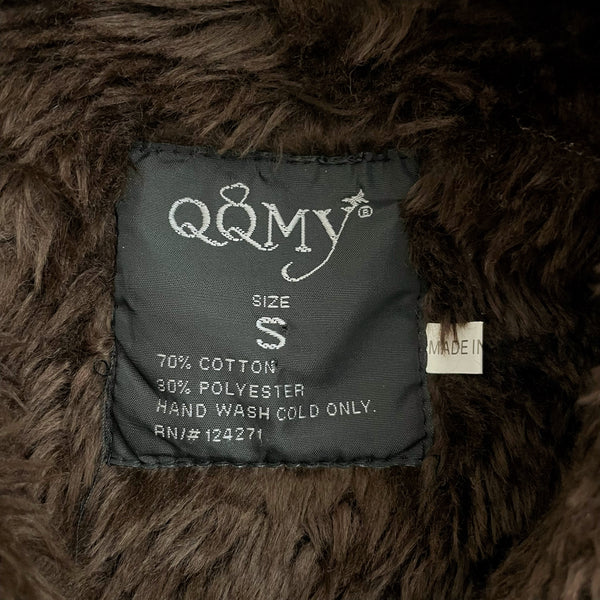 QQMY®
SIZE
S
70% COTTON
30% POLYESTER
HAND WASH COLD ONLY.
RN/# 124271
MADE IN